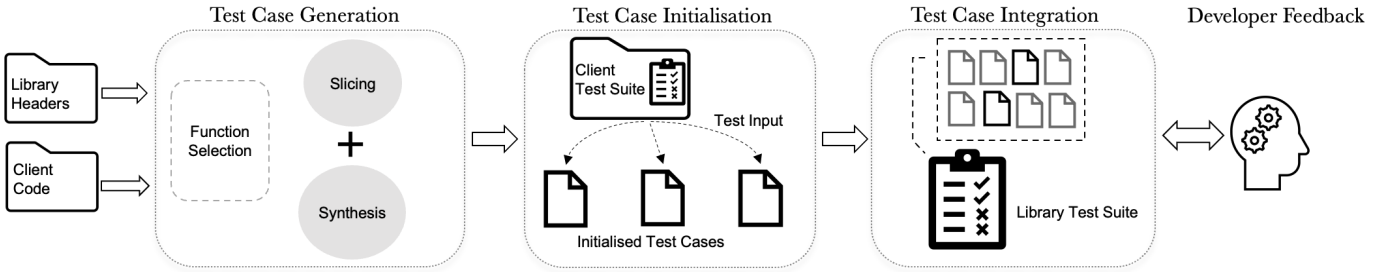 Test Case Generation
Test Case Initialisation
Test Case Integration
Developer Feedback
Library
Headers
Client
Code
Function
Selection
Slicing
+
Synthesis
Client
Test Suite
Test Input
Initialised Test Cases
Library Test Suite